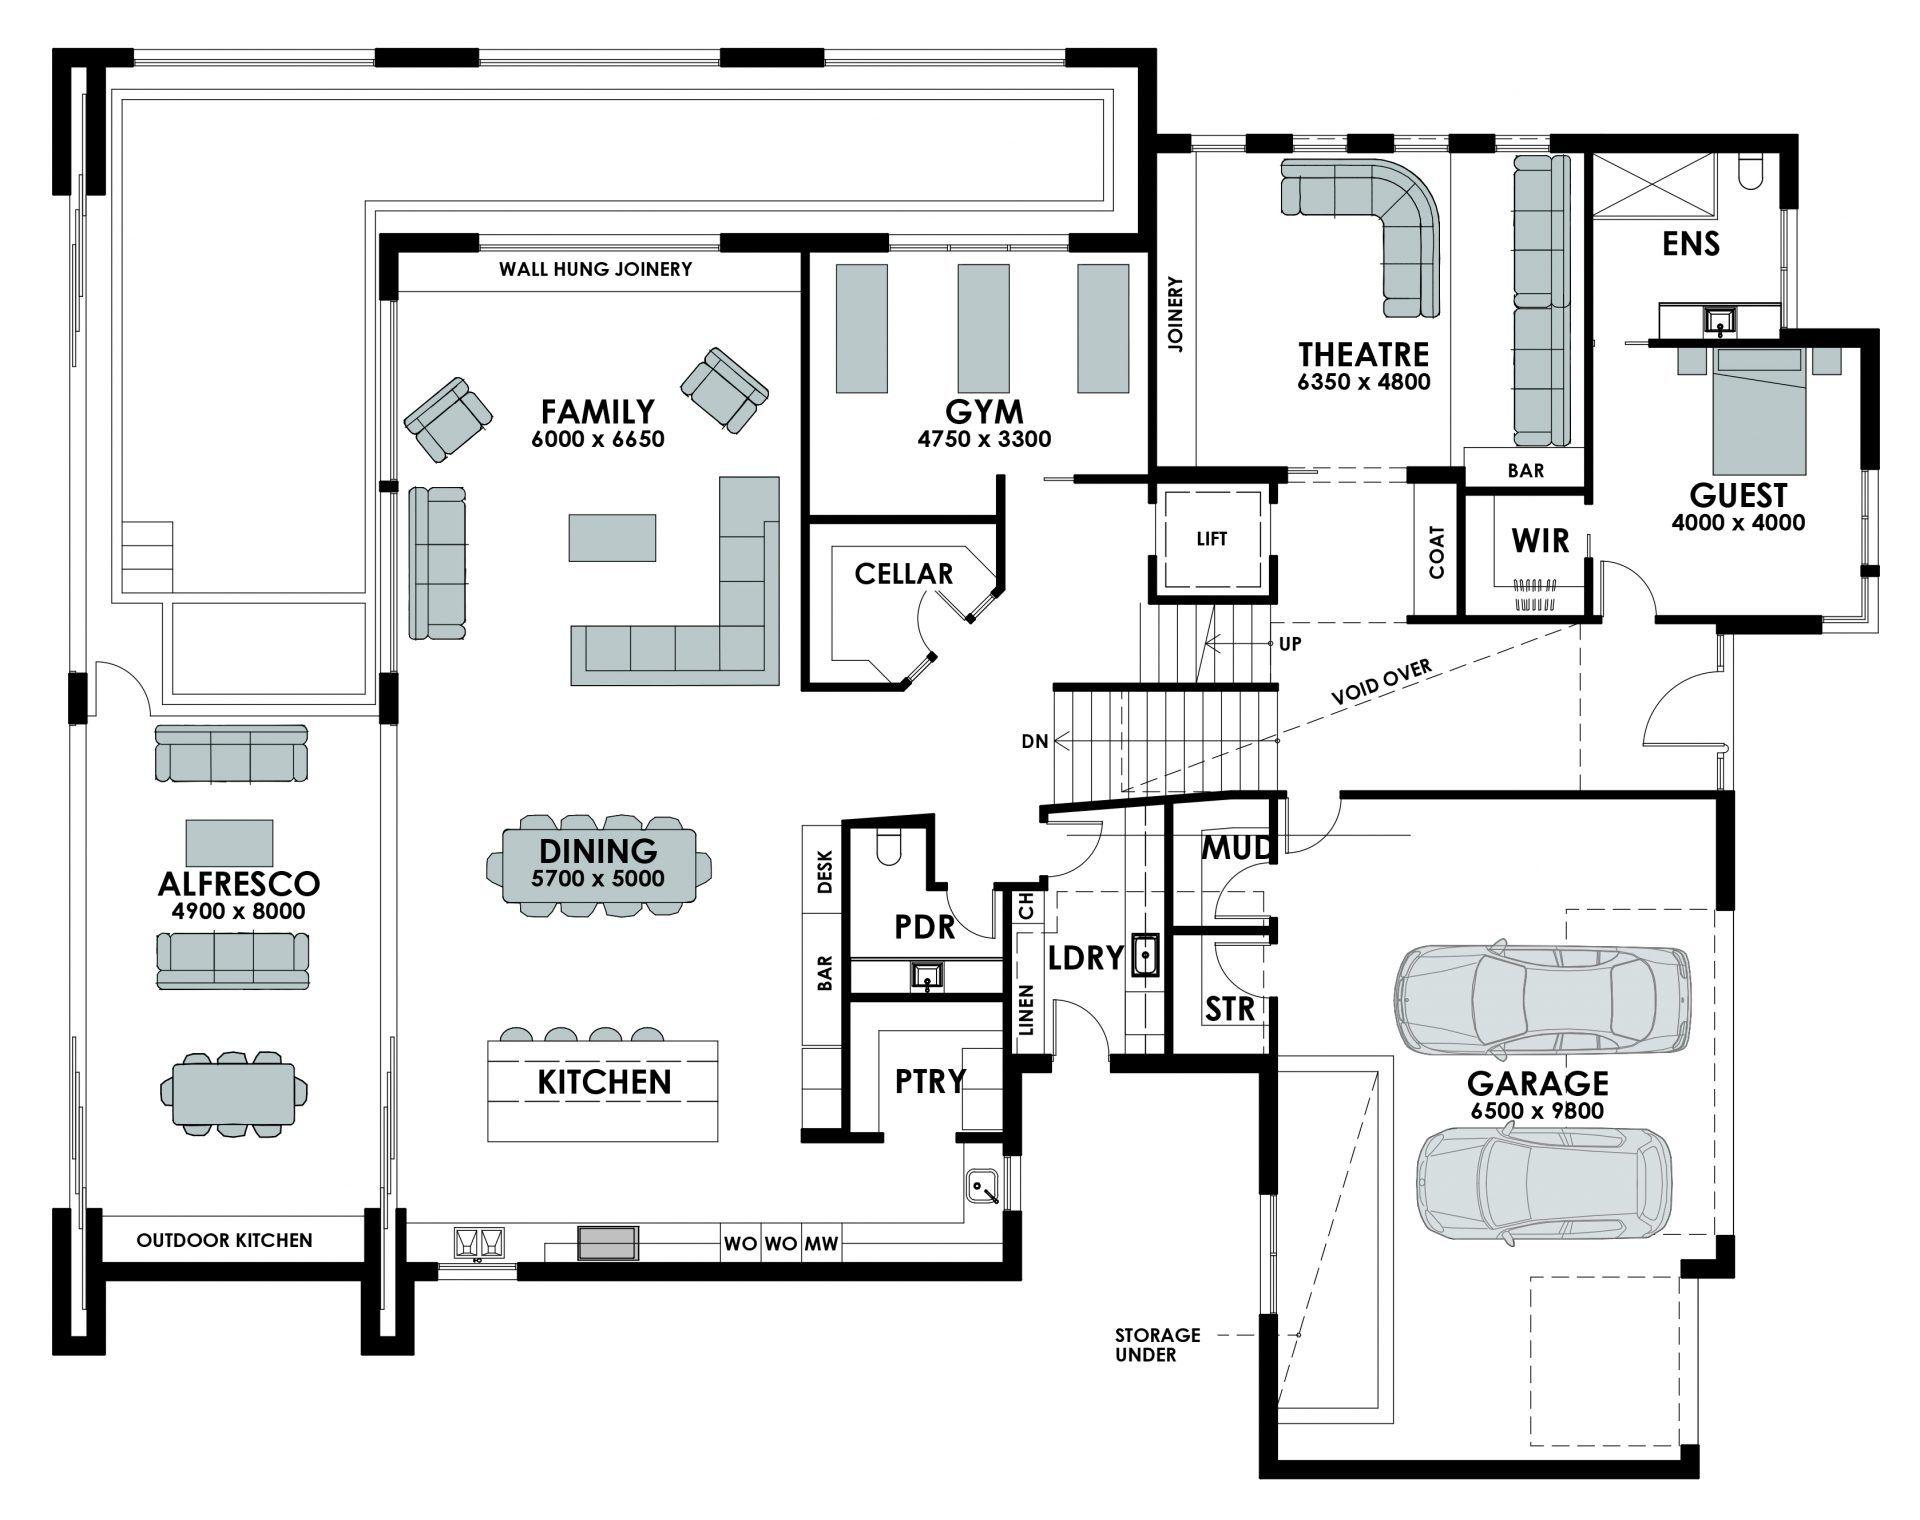 WALL HUNG JOINERY
FAMILY
6000 x 6650
GYM
4750 x 3300
JOINERY
THEATRE
6350 x 4800
BAR
ENS
GUEST
4000 x 4000
WIR
COAT
LIFT
CELLAR
UP
VOID OVER
DN
DINING
5700 x 5000
DESK
BAR
ALFRESCO
4900 x 8000
PDR
CH
LINEN
LDRY
MUD
STR
KITCHEN
PTRY
GARAGE
6500 x 9800
OUTDOOR KITCHEN
WO WO MW
STORAGE
UNDER